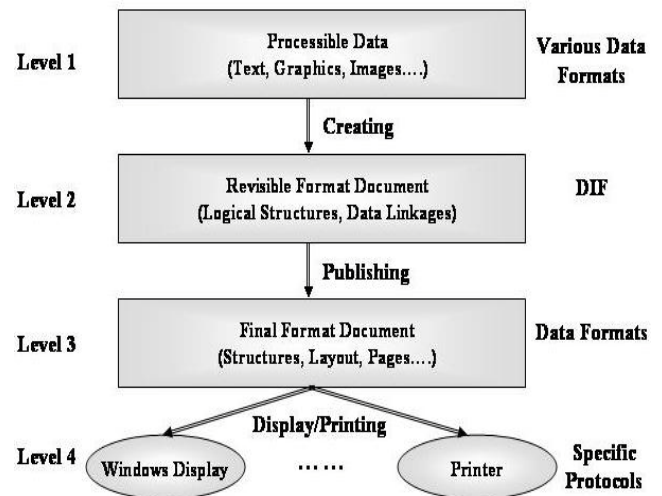 Level 1
Processible Data
(Text, Graphics, Images....)
Various Data
Formats
Creating
Level 2
Revisible Format Document
(Logical Structures, Data Linkages)
DIF
Publishing
Level 3
Final Format Document
(Structures, Layout, Pages....)
Data Formats
Display/Printing
Level 4
Windows Display
... ...
Printer
Specific
Protocols